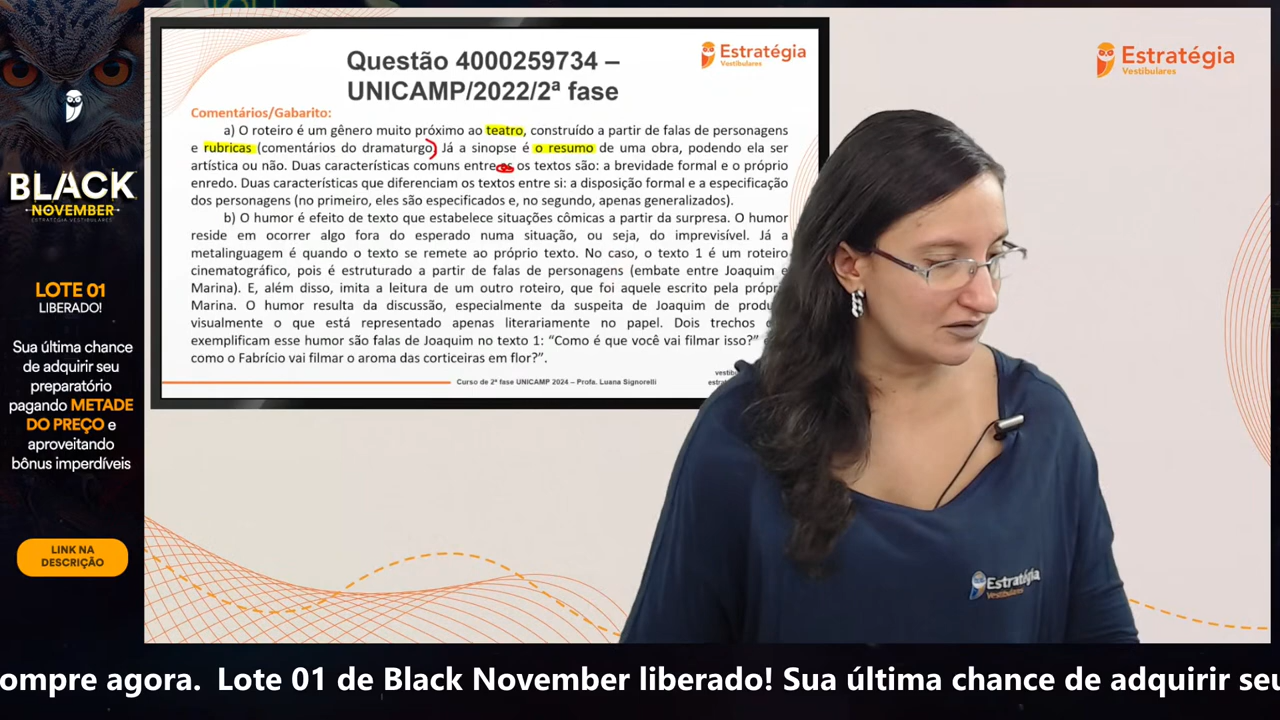 BLACK
NOVEMBER
ESTRATÉGIA VESTIBULARES
LOTE 01
LIBERADO!
Sua última chance
de adquirir seu
preparatório
pagando METADE
DO PREÇO e
aproveitando
bônus imperdíveis
LINK NA
DESCRIÇÃO
Questão 4000259734 –
UNICAMP/2022/2ª fase
Estratégia
Vestibulares
Comentários/Gabarito:
a) O roteiro é um gênero muito próximo ao teatro, construído a partir de falas de personagens
e rubricas (comentários do dramaturgo) Já a sinopse é o resumo de uma obra, podendo ela ser
artística ou não. Duas características comuns entre os textos são: a brevidade formal e o próprio
enredo. Duas características que diferenciam os textos entre si: a disposição formal e a especificação
dos personagens (no primeiro, eles são especificados e, no segundo, apenas generalizados).
b) O humor é efeito de texto que estabelece situações cômicas a partir da surpresa. O humor
reside em ocorrer algo fora do esperado numa situação, ou seja, do imprevisível. Já a
metalinguagem é quando o texto se remete ao próprio texto. No caso, o texto 1 é um roteiro
cinematográfico, pois é estruturado a partir de falas de personagens (embate entre Joaquim e
Marina). E, além disso, imita a leitura de um outro roteiro, que foi aquele escrito pela própri
Marina. O humor resulta da discussão, especialmente da suspeita de Joaquim de produ
visualmente o que está representado apenas literariamente no papel. Dois trechos
exemplificam esse humor são falas de Joaquim no texto 1: “Como é que você vai filmar isso?”
como o Fabrício vai filmar o aroma das corticeiras em flor?”.
Curso de 2ª fase UNICAMP 2024 – Profa. Luana Signorelli
Estratégia
Vestibulares
Estratégia
Vestibulares
ompre agora. Lote 01 de Black November liberado! Sua última chance de adquirir seu